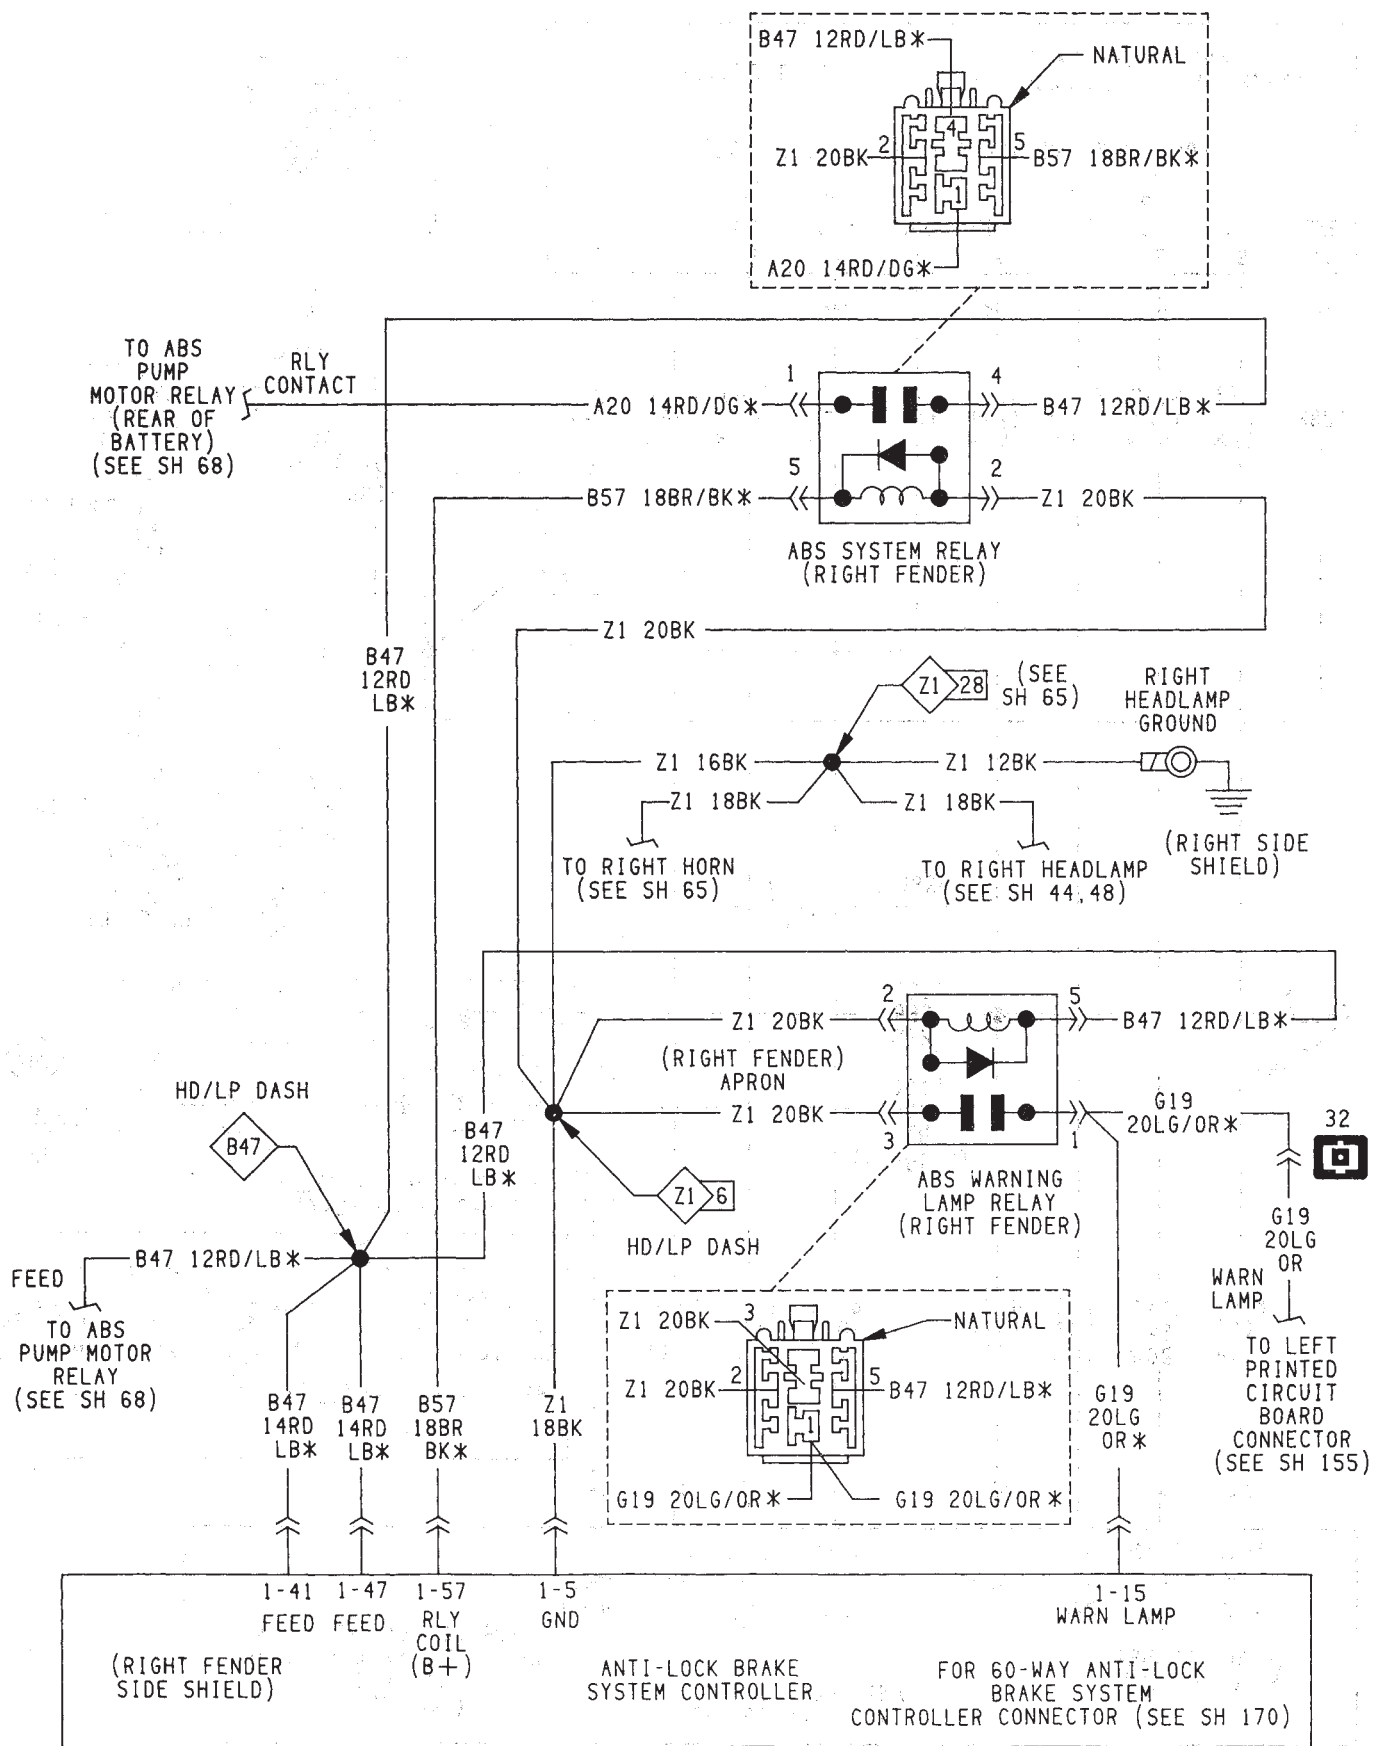 B47 12RD/LB*
NATURAL
4
2
5
Z1 20BK
B57 18BR/BK*
1
A20 14RD/DG*
TO ABS
PUMP
MOTOR RELAY
(REAR OF
BATTERY)
(SEE SH 68)
RLY
CONTACT
1
4
A20 14RD/DG*
B47 12RD/LB*
5
2
B57 18BR/BK*
Z1 20BK
ABS SYSTEM RELAY
(RIGHT FENDER)
Z1 20BK
B47
12RD
LB*
Z1 28
(SEE
SH 65)
RIGHT
HEADLAMP
GROUND
Z1 16BK
Z1 12BK
Z1 18BK
Z1 18BK
TO RIGHT HORN
(SEE SH 65)
TO RIGHT HEADLAMP
(SEE SH 44,48)
(RIGHT SIDE
SHIELD)
2
5
Z1 20BK
B47 12RD/LB*
(RIGHT FENDER)
APRON
Z1 20BK
3
1
G19
20LG/OR*
32
HD/LP DASH
B47
B47
12RD
LB*
Z1 6
HD/LP DASH
ABS WARNING
LAMP RELAY
(RIGHT FENDER)
G19
20LG
OR
WARN
LAMP
B47 12RD/LB*
FEED
TO ABS
PUMP MOTOR
RELAY
(SEE SH 68)
Z1 20BK
3
NATURAL
2
5
Z1 20BK
B47 12RD/LB*
1
G19 20LG/OR*
G19 20LG/OR*
TO LEFT
PRINTED
CIRCUIT
BOARD
CONNECTOR
(SEE SH 155)
B47
14RD
LB*
B47
14RD
LB*
B57
18BR
BK*
Z1
18BK
G19
20LG
OR*
1-41
FEED
1-47
FEED
1-57
RLY
COIL
(B+)
1-5
GND
1-15
WARN LAMP
(RIGHT FENDER
SIDE SHIELD)
ANTI-LOCK BRAKE
SYSTEM CONTROLLER
FOR 60-WAY ANTI-LOCK
BRAKE SYSTEM
CONTROLLER CONNECTOR (SEE SH 170)